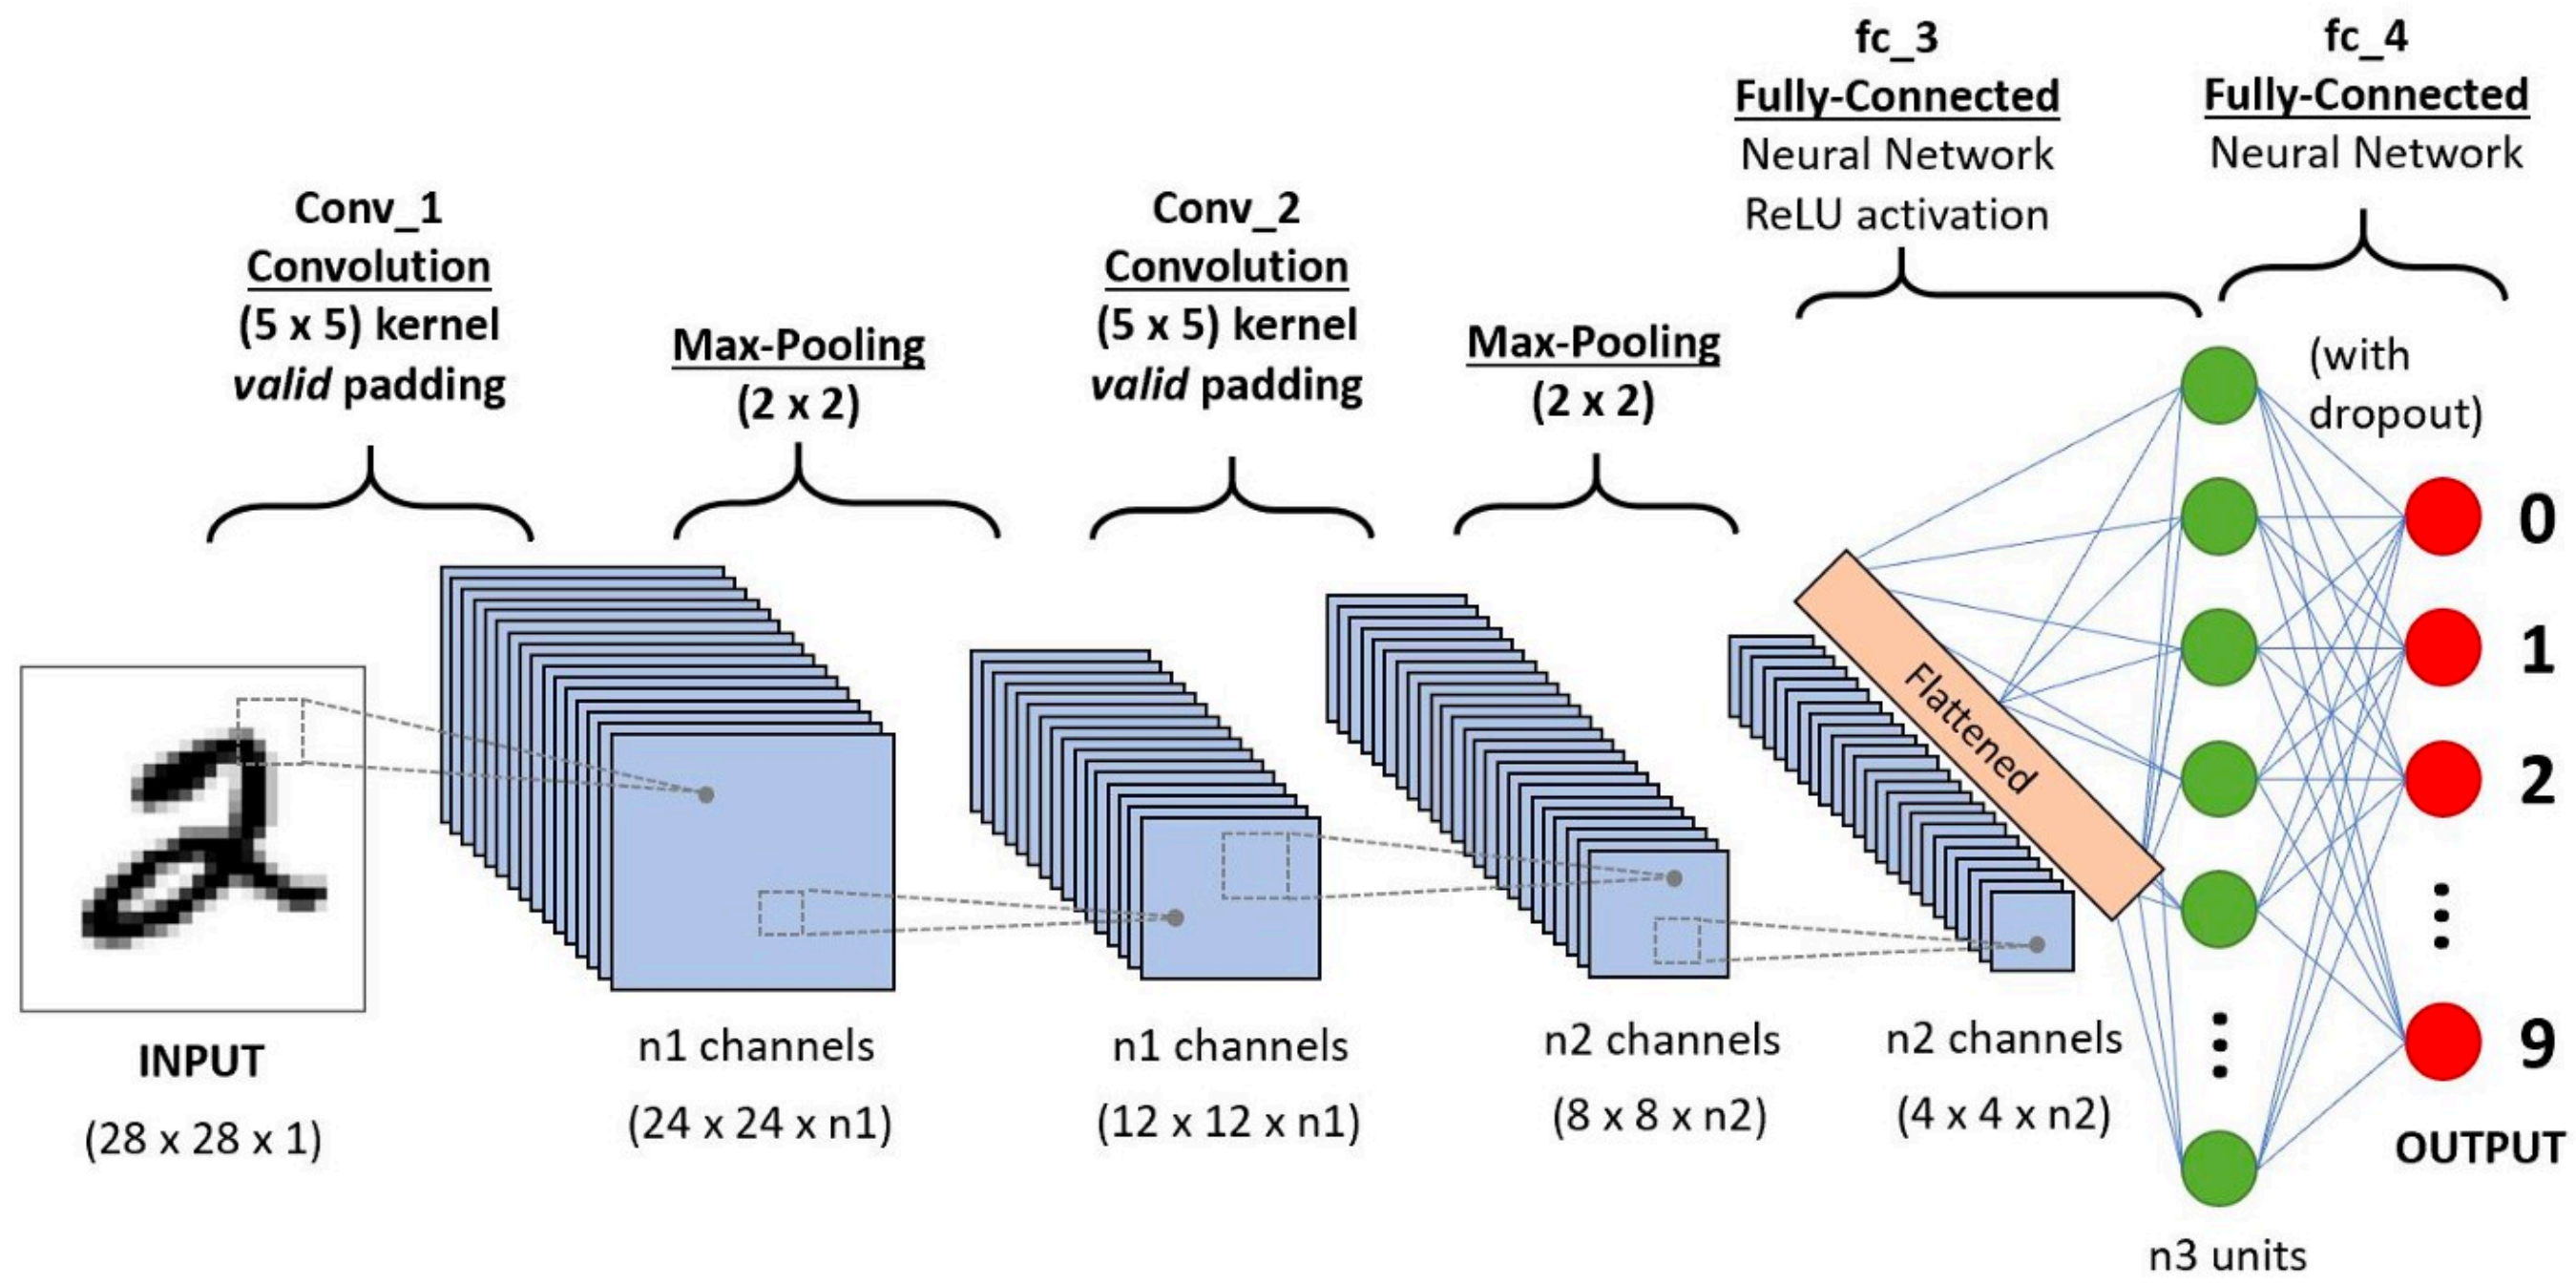 Conv_1
Convolution
(5 x 5) kernel
valid padding
Max-Pooling
(2 x 2)
Conv_2
Convolution
(5 x 5) kernel
valid padding
Max-Pooling
(2 x 2)
fc_3
Fully-Connected
Neural Network
ReLU activation
fc_4
Fully-Connected
Neural Network
(with
dropout)
Flattened
0
1
2
9
INPUT
(28 x 28 x 1)
n1 channels
(24 x 24 x n1)
n1 channels
(12 x 12 x n1)
n2 channels
(8 x 8 x n2)
n2 channels
(4 x 4 x n2)
OUTPUT
n3 units